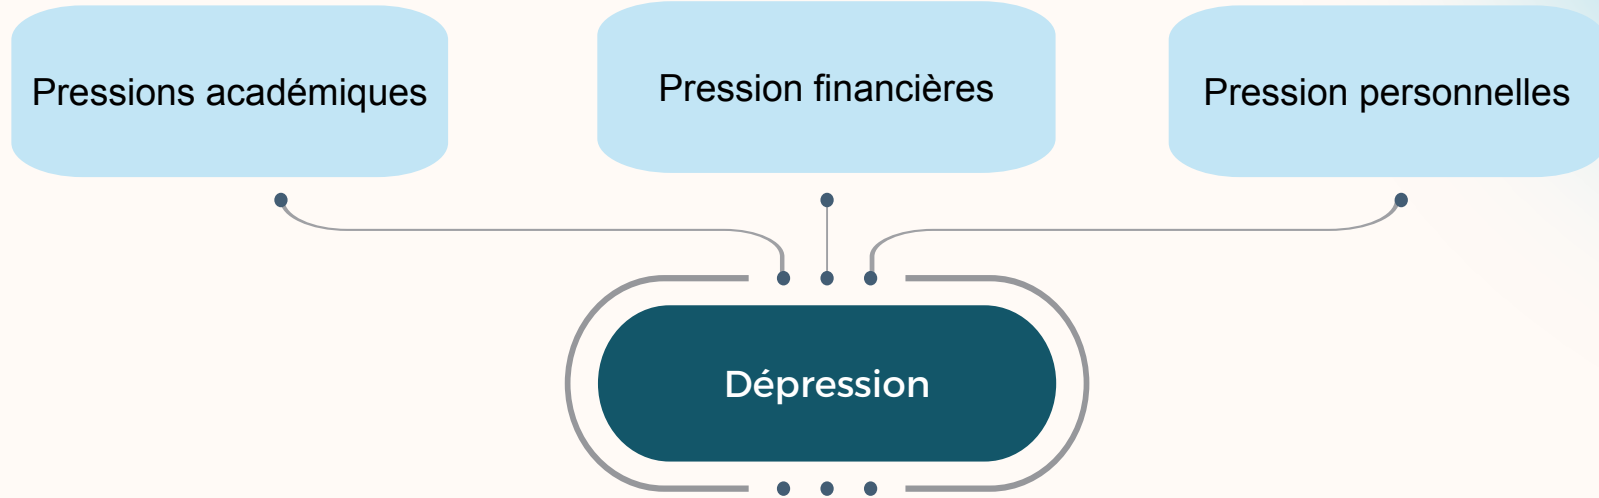 Pressions académiques
Pression financières
Pression personnelles
Dépression